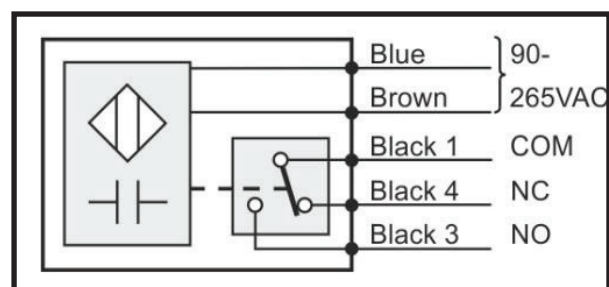 Blue 90-
Brown 265VAC
Black 1 COM
Black 4 NC
Black 3 NO